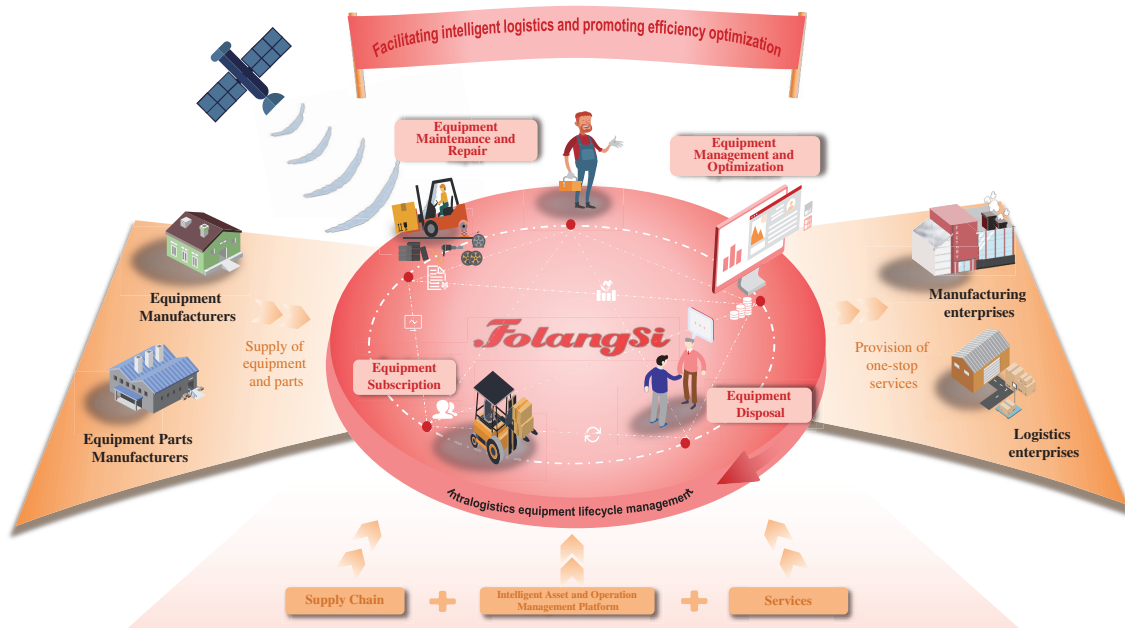 Facilitating intelligent logistics and promoting efficiency optimization
Equipment
Maintenance and
Repair
Equipment
Management and
Optimization
Equipment
Manufacturers
Supply of
equipment
and parts
Equipment Parts
Manufacturers
Folangsi
Equipment
Subscription
Equipment
Disposal
Provision of
one-stop
services
Manufacturing
enterprises
Logistics
enterprises
Intralogistics equipment lifecycle management
Supply Chain
Intelligent Asset and Operation
Management Platform
Services